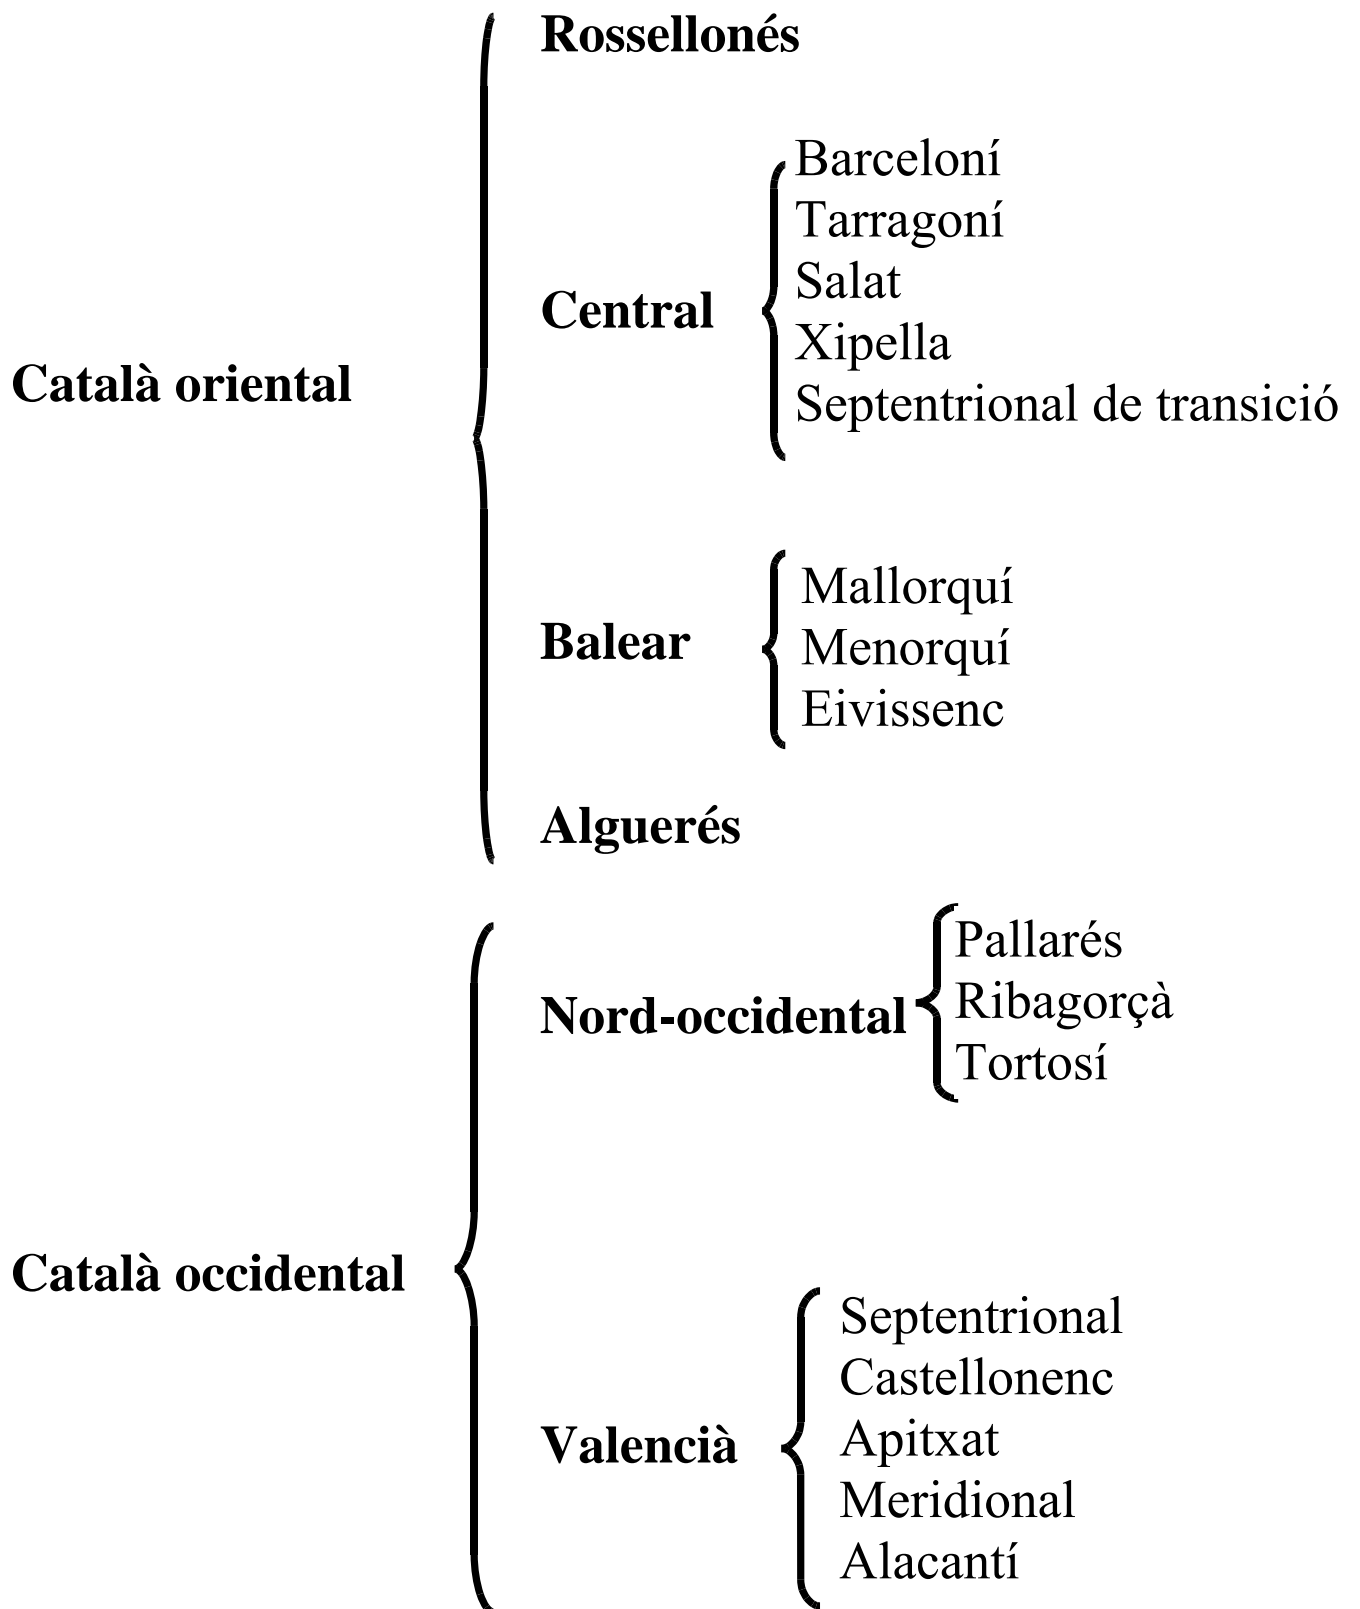 Català oriental
Rossellonés
Central
Barceloní
Tarragoní
Salat
Xipella
Septentrional de transició
Balear
Mallorquí
Menorquí
Eivissenc
Alguerés
Català occidental
Nord-occidental
Pallarés
Ribagorçà
Tortosí
Valencià
Septentrional
Castellonenc
Apitxat
Meridional
Alacantí